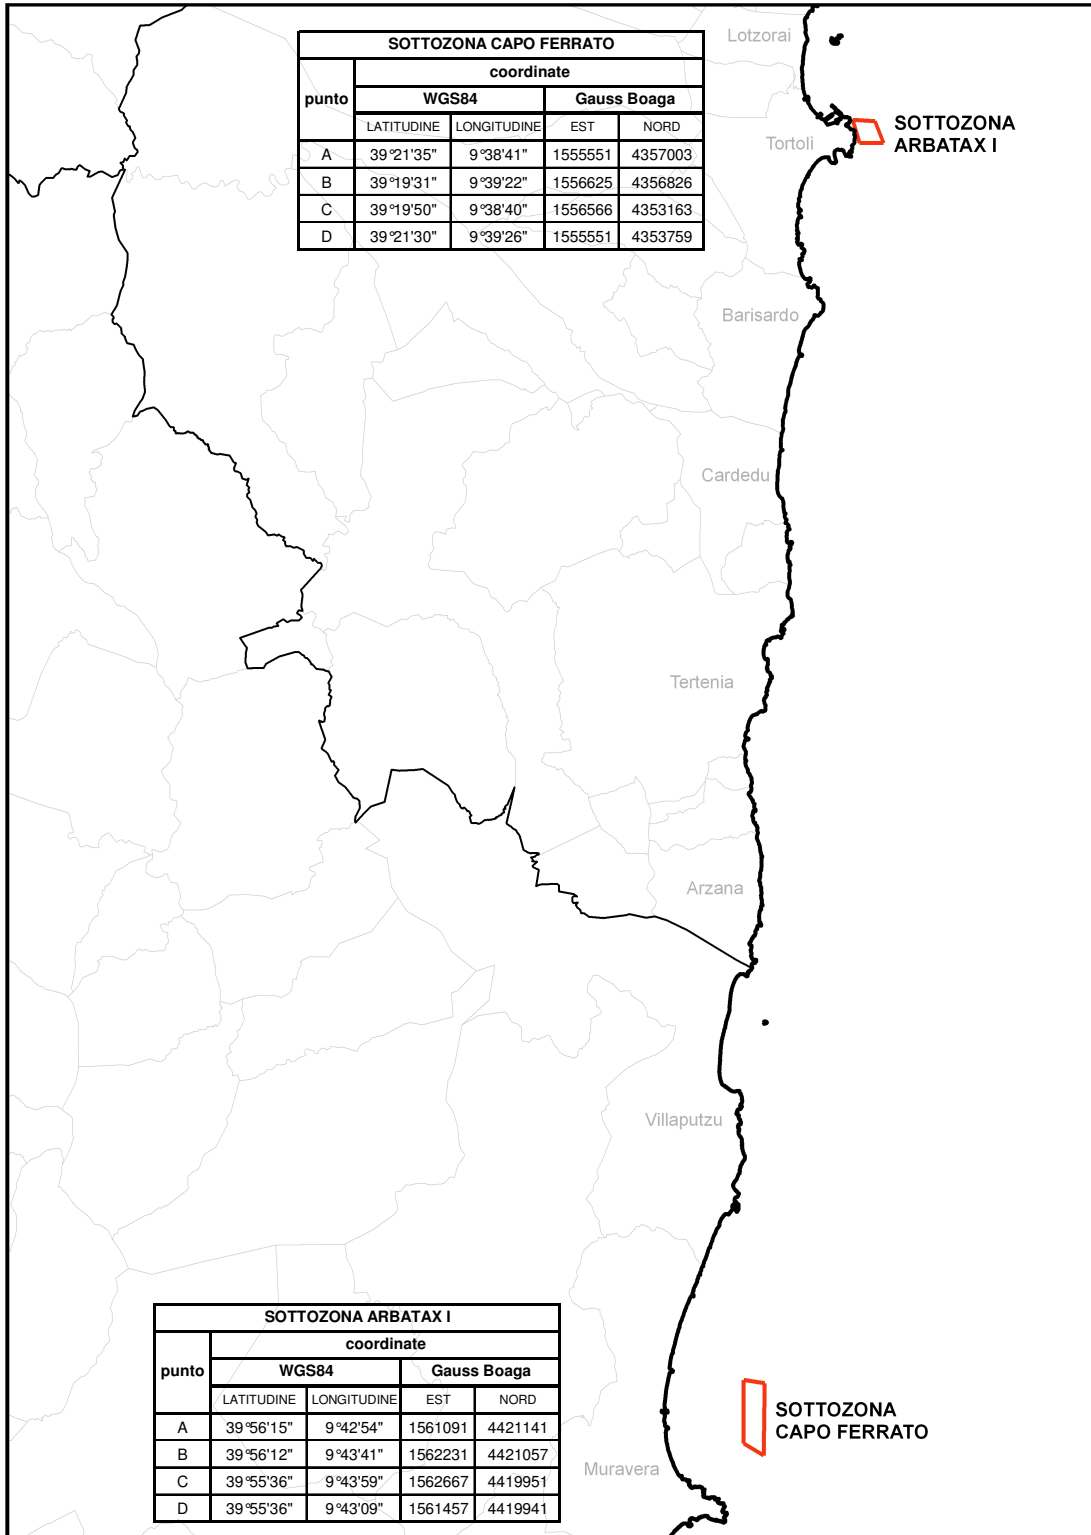 SOTTOZONA CAPO FERRATO
punto coordinate
WGS84 Gauss Boaga
LATITUDINE LONGITUDINE EST NORD
A 39°21'35" 9°38'41" 1555551 4357003
B 39°19'31" 9°39'22" 1556625 4356826
C 39°19'50" 9°38'40" 1556566 4353163
D 39°21'30" 9°39'26" 1555551 4353759
Lotzorai
SOTTOZONA
ARBATAX I
Tortolì
Barisardo
Cardedu
Tertenia
Arzana
Villaputzu
SOTTOZONA ARBATAX I
punto coordinate
WGS84 Gauss Boaga
LATITUDINE LONGITUDINE EST NORD
A 39°56'15" 9°42'54" 1561091 4421141
B 39°56'12" 9°43'41" 1562231 4421057
C 39°55'36" 9°43'59" 1562667 4419951
D 39°55'36" 9°43'09" 1561457 4419941
SOTTOZONA
CAPO FERRATO
Muravera